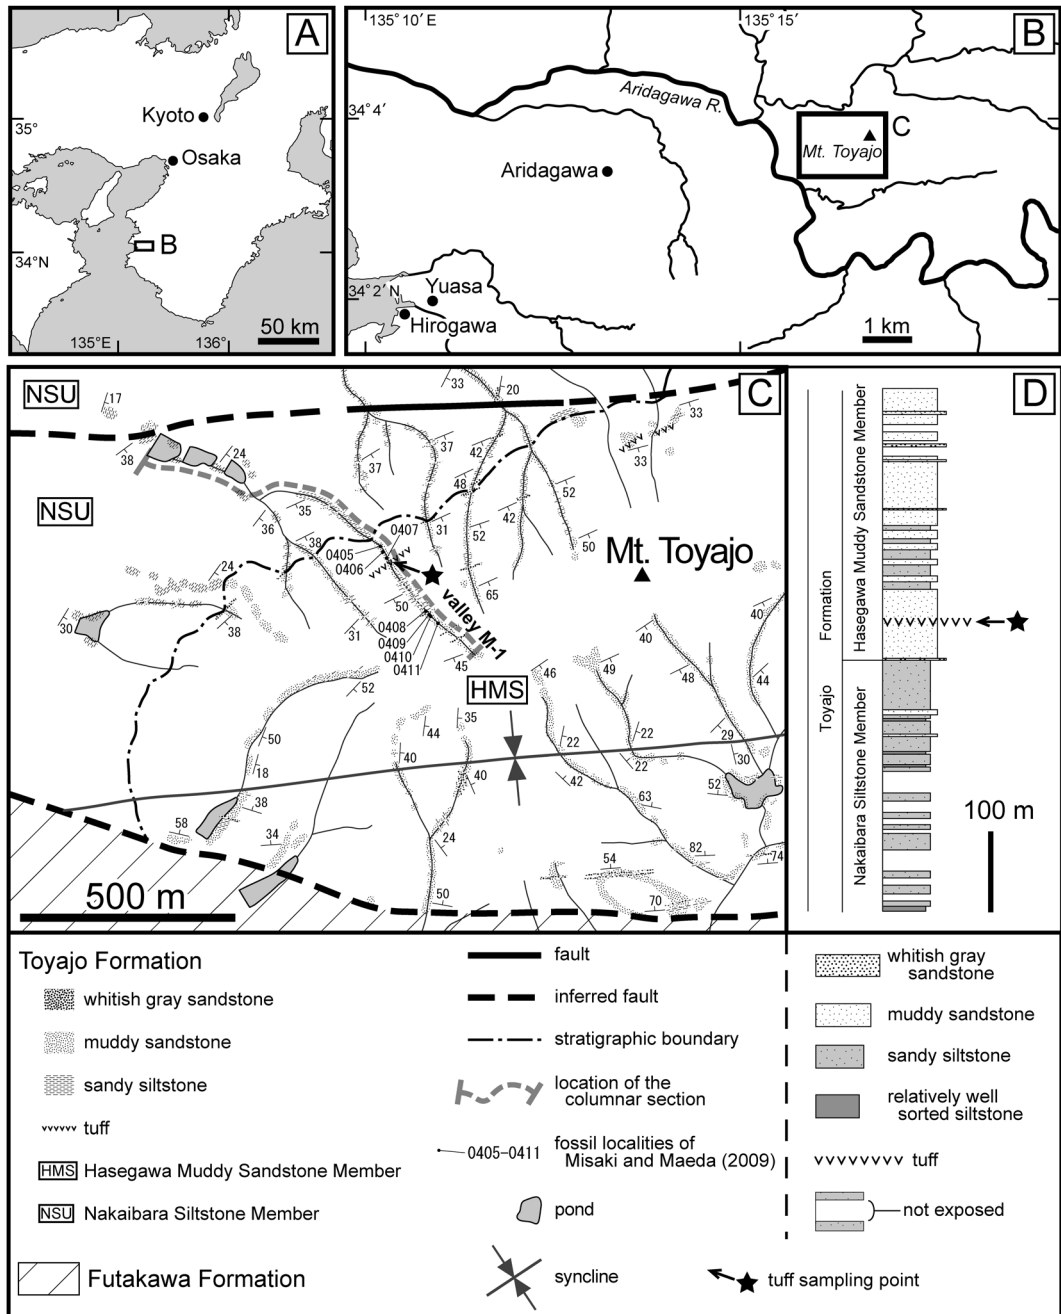 A
Kyoto
35°
Osaka
B
34°N
135°E
136°
50 km
135° 10′ E
135° 15′
B
Aridagawa R.
34° 4′
C
Mt. Toyajo
Aridagawa
34° 2′ N
Yuasa
Hirogawa
1 km
NSU
17
33
20
C
33
38
24
37
37
42
33
48
52
NSU
35
36
0407
31
42
38
0405
52
50
0406
Mt. Toyajo
24
65
50
valley M-1
40
30
38
0408
31
0409
40
0410
0411
45
46
49
48
44
52
HMS
35
44
50
22
29
40
22
30
18
40
42
52
38
63
58
34
24
82
74
54
500 m
50
70
D
Formation
Hasegawa Muddy Sandstone Member
Toyajo
Nakaibara Siltstone Member
100 m
Toyajo Formation
whitish gray sandstone
muddy sandstone
sandy siltstone
tuff
HMS Hasegawa Muddy Sandstone Member
NSU Nakaibara Siltstone Member
Futakawa Formation
fault
inferred fault
stratigraphic boundary
location of the
columnar section
0405-0411 fossil localities of
Misaki and Maeda (2009)
pond
syncline
whitish gray
sandstone
muddy sandstone
sandy siltstone
relatively well
sorted siltstone
tuff
not exposed
tuff sampling point